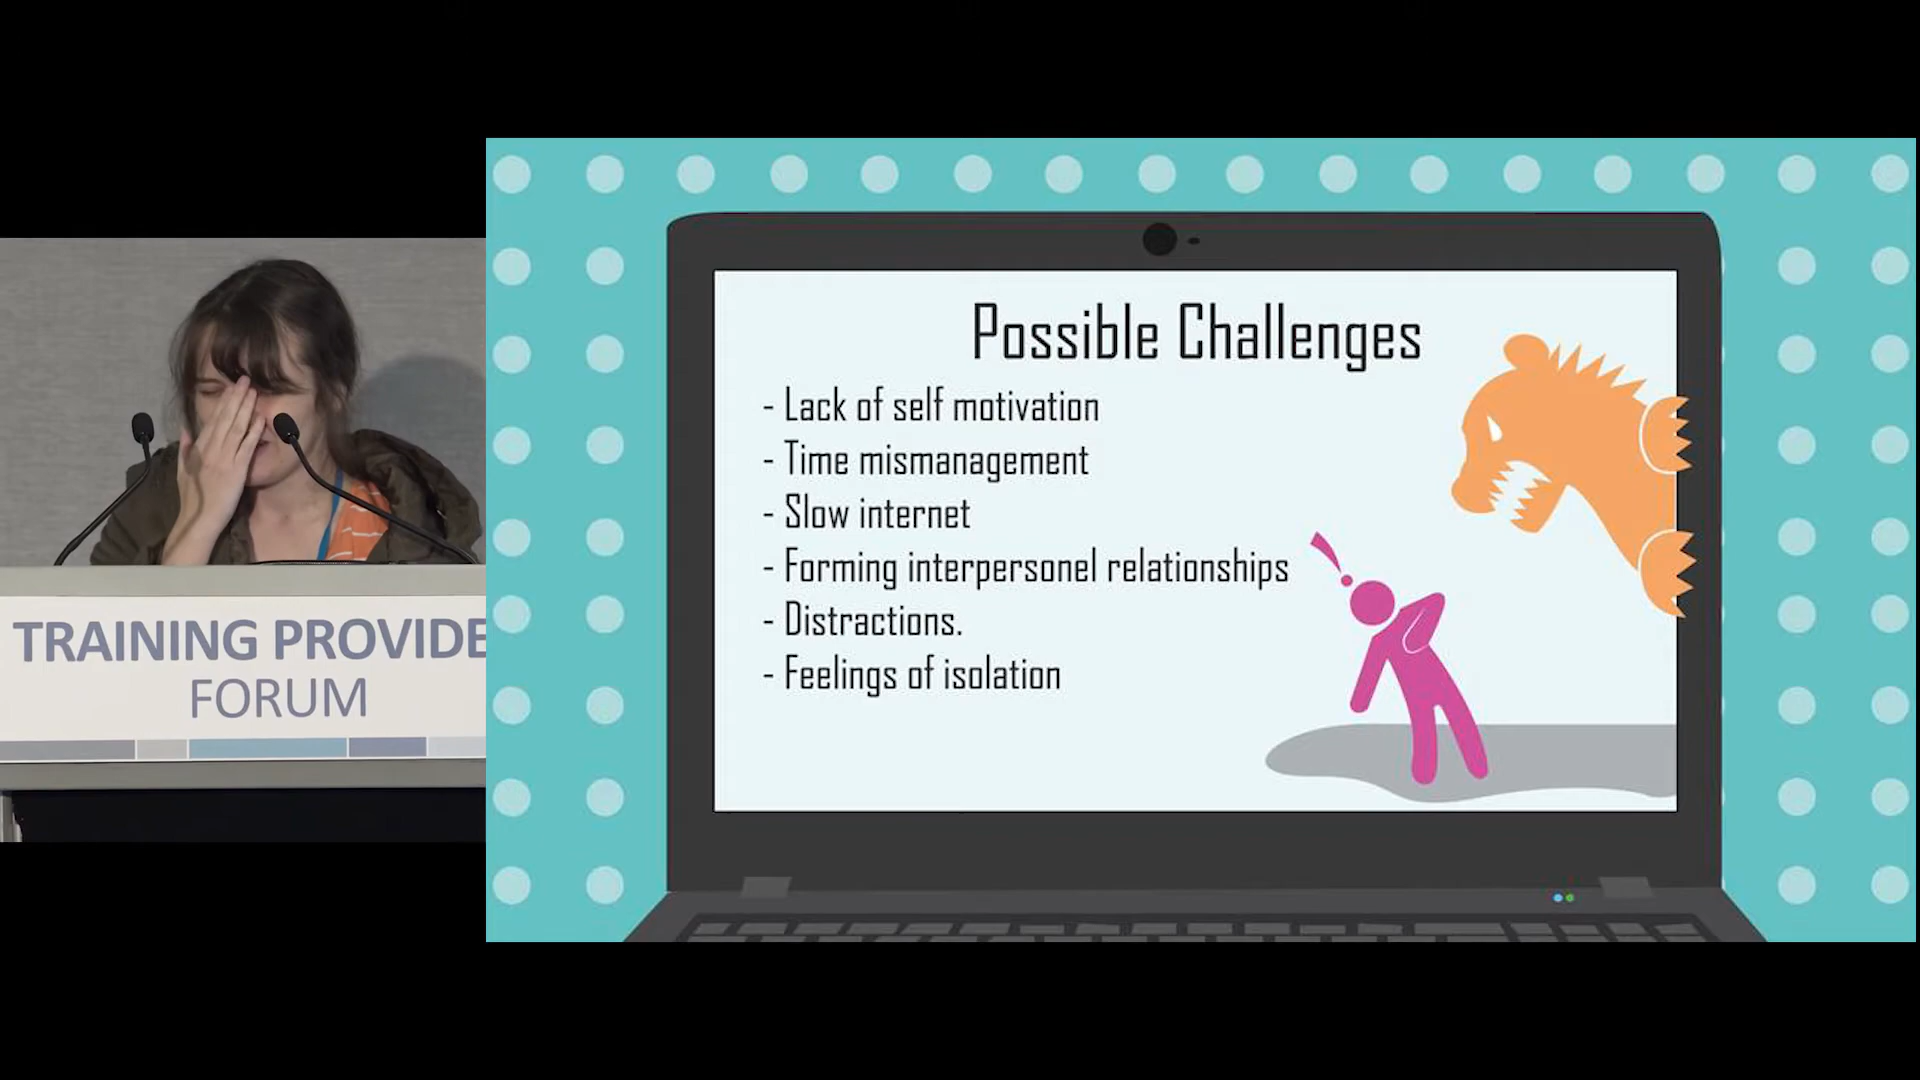 TRAINING PROVIDE
FORUM
Possible Challenges
- Lack of self motivation
- Time mismanagement
- Slow internet
- Forming interpersonel relationships
- Distractions.
- Feelings of isolation